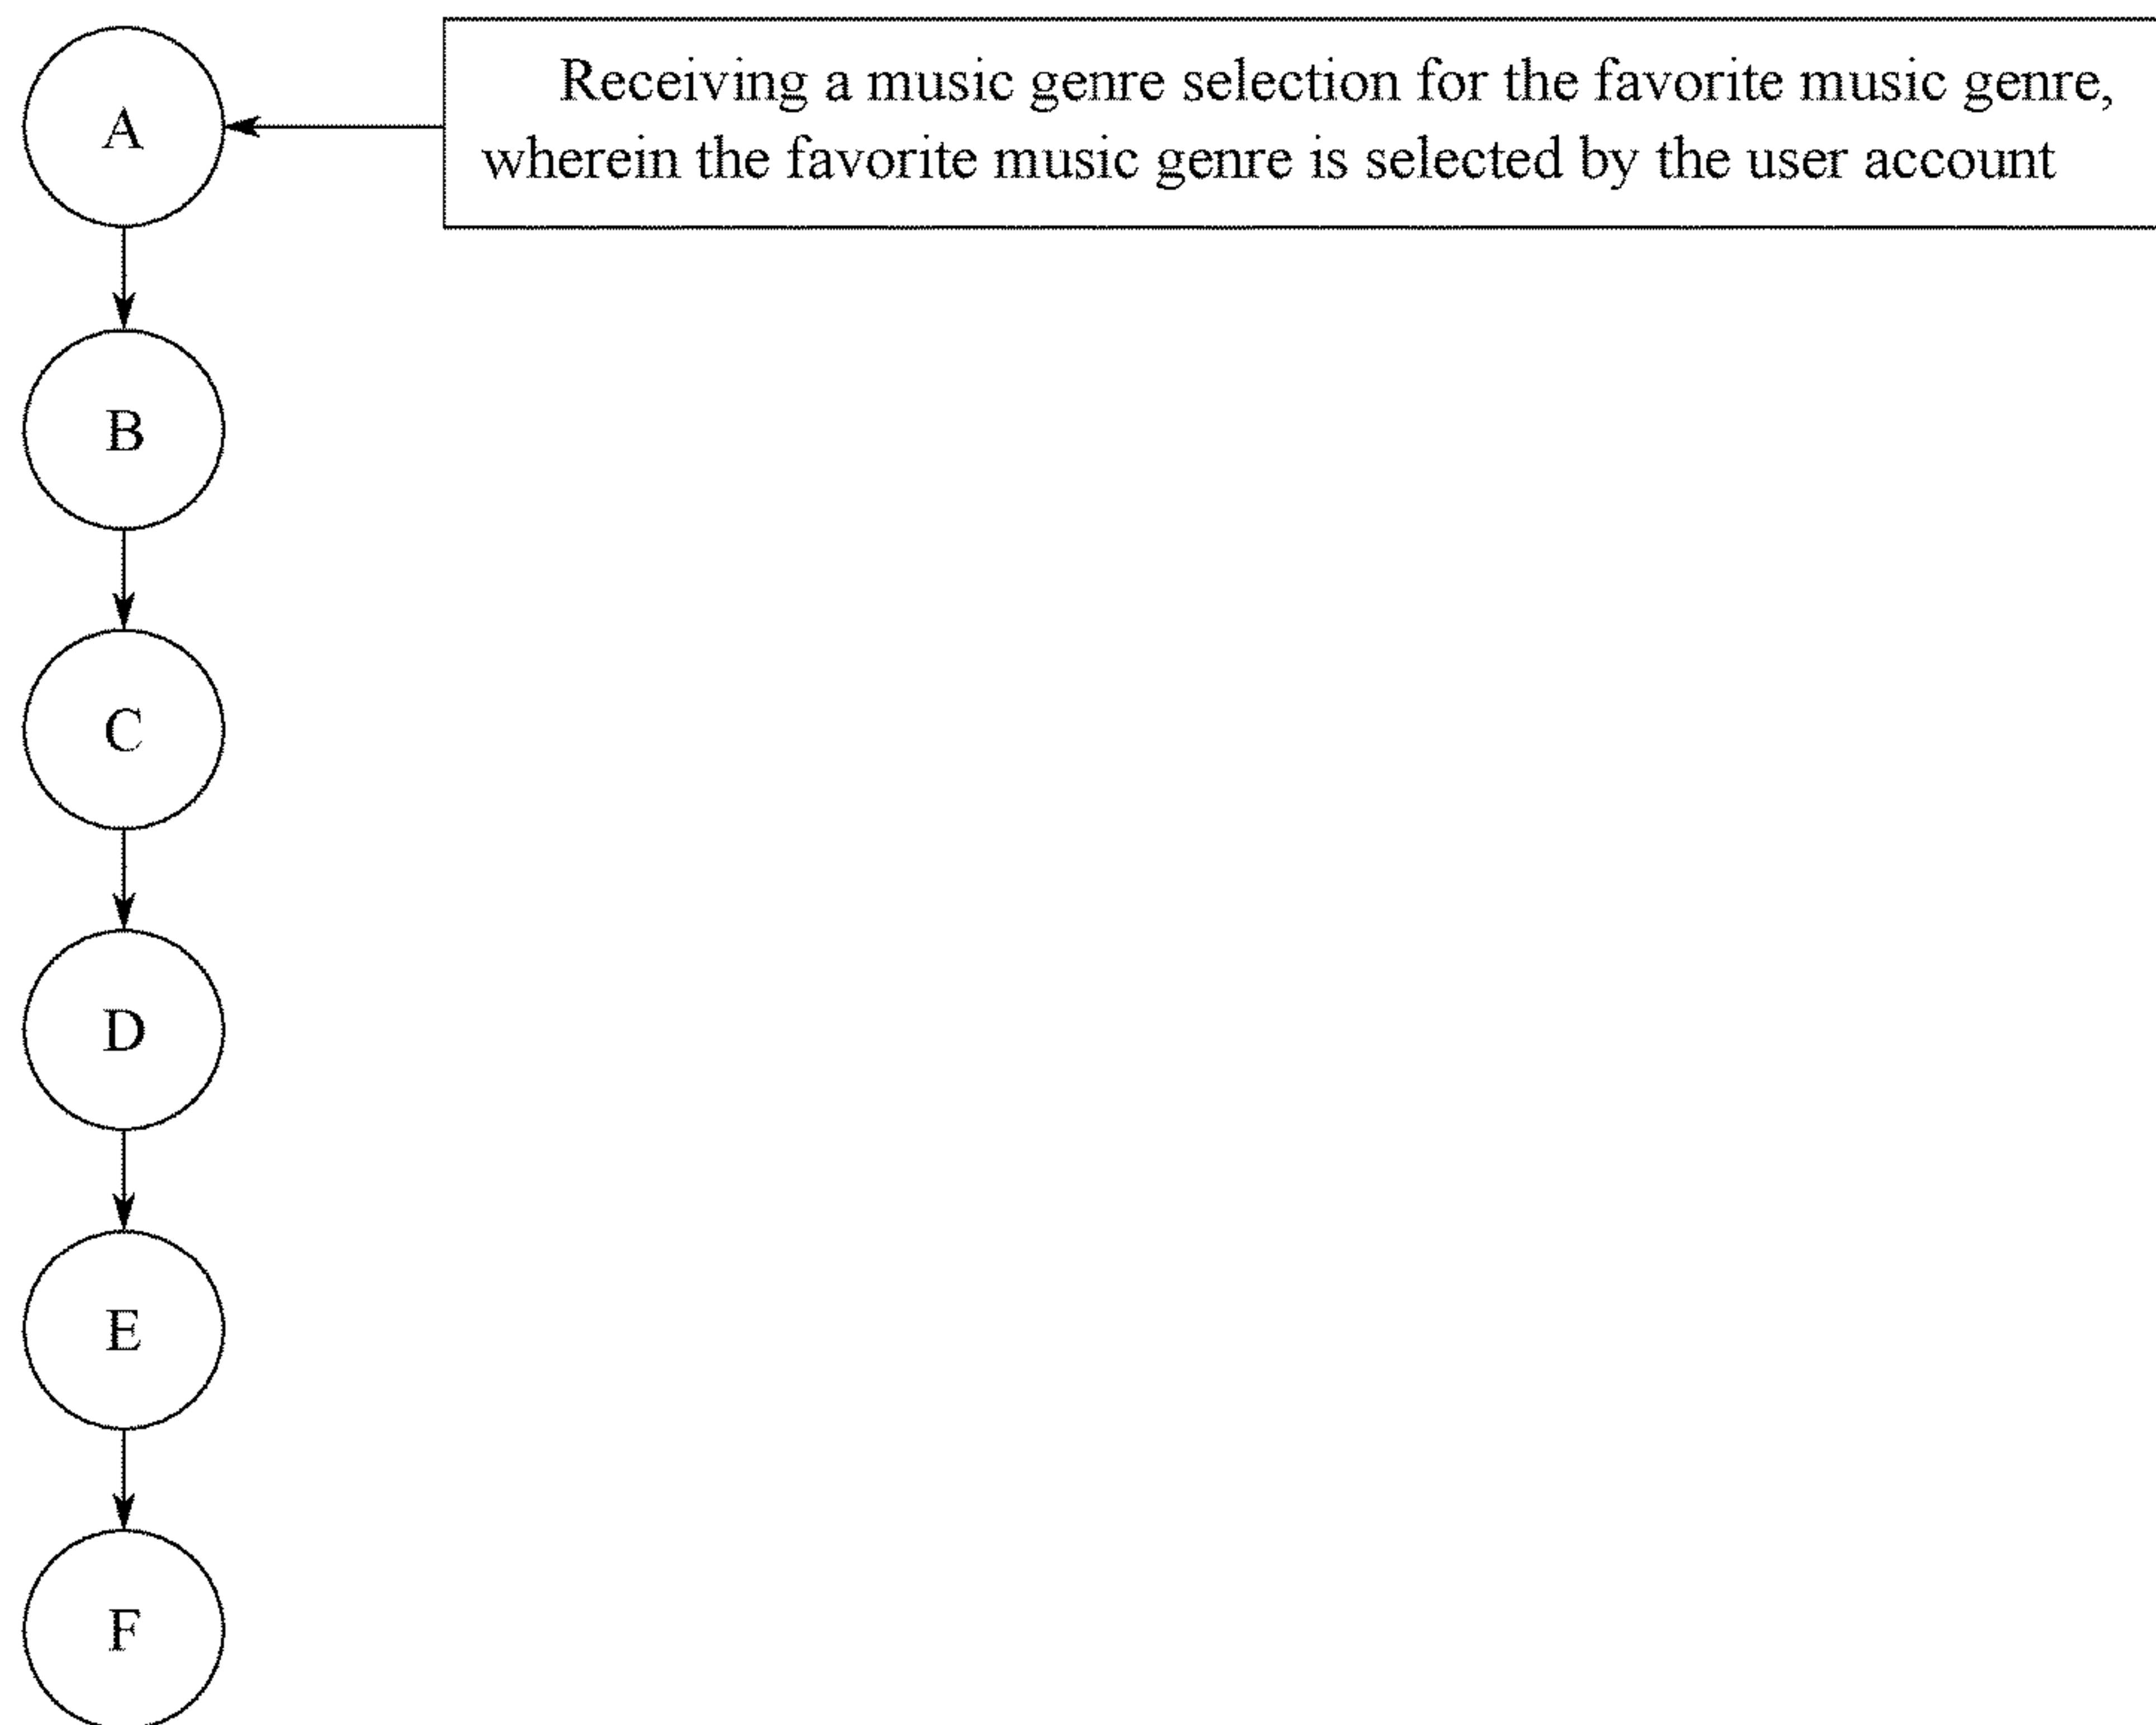 A
Receiving a music genre selection for the favorite music genre,
wherein the favorite music genre is selected by the user account
B
C
D
E
F